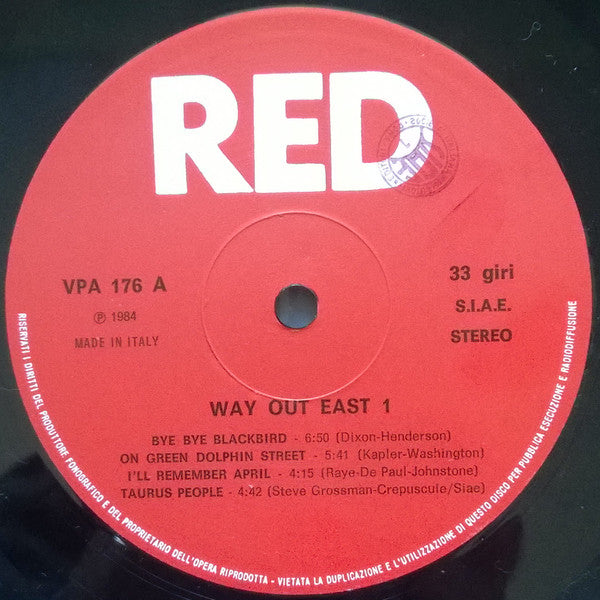 RED
VPA 176 A
℗ 1984
MADE IN ITALY
33 giri
S.I.A.E.
STEREO
WAY OUT EAST 1
BYE BYE BLACKBIRD - 6:50 (Dixon-Henderson)
ON GREEN DOLPHIN STREET - 5:41 (Kapler-Washington)
I'LL REMEMBER APRIL - 4:15 (Raye-De Paul-Johnstone)
TAURUS PEOPLE - 4:42 (Steve Grossman-Crepuscule/Siae)
RISERVATI I DIRITTI DEL PRODUTTORE FONOGRAFICO E DEL PROPRIETARIO DELL'OPERA RIPRODOTTA - VIETATA LA DUPLICAZIONE E L'UTILIZZAZIONE DI QUESTO DISCO PER PUBBLICA ESECUZIONE E RADIODIFFUSIONE